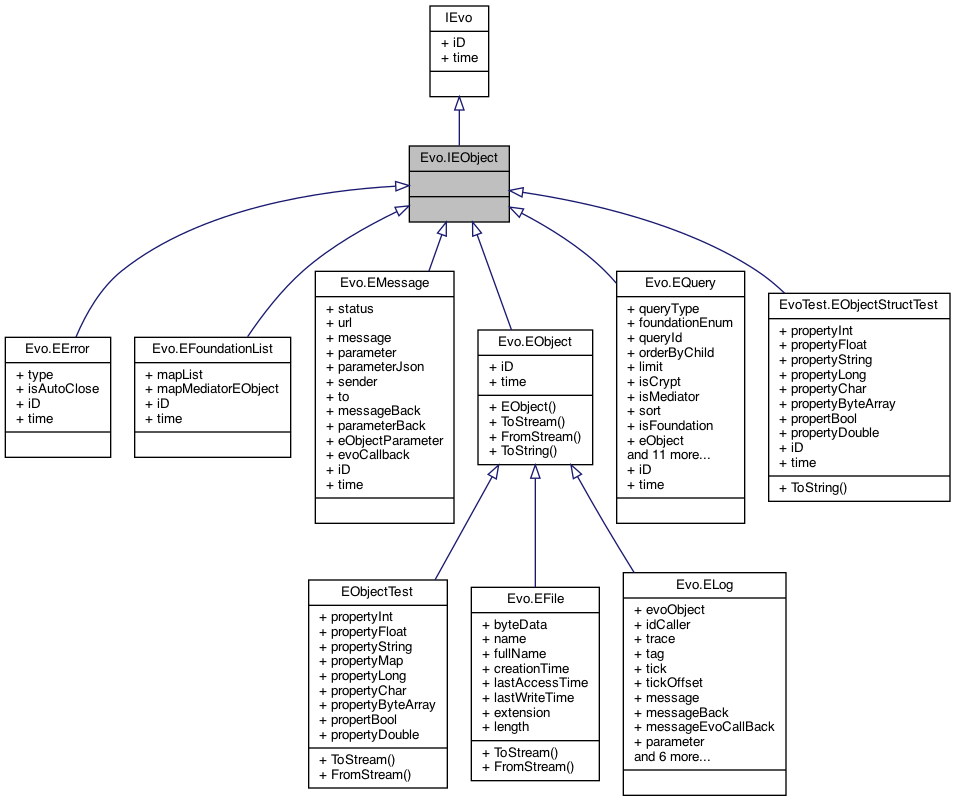 IEvo
+ iD
+ time
Evo.IEObject
Evo.EError
+ type
+ isAutoClose
+ iD
+ time
Evo.EFoundationList
+ mapList
+ mapMediatorEObject
+ iD
+ time
Evo.EMessage
+ status
+ url
+ message
+ parameter
+ parameterJson
+ sender
+ to
+ messageBack
+ parameterBack
+ eObjectParameter
+ evoCallback
+ iD
+ time
Evo.EObject
+ iD
+ time
+ EObject()
+ ToStream()
+ FromStream()
+ ToString()
Evo.EQuery
+ queryType
+ foundationEnum
+ queryId
+ orderByChild
+ limit
+ isCrypt
+ isMediator
+ sort
+ isFoundation
+ eObject
and 11 more...
+ iD
+ time
EvoTest.EObjectStructTest
+ propertyInt
+ propertyFloat
+ propertyString
+ propertyLong
+ propertyChar
+ propertyByteArray
+ propertBool
+ propertyDouble
+ iD
+ time
+ ToString()
EObjectTest
+ propertyInt
+ propertyFloat
+ propertyString
+ propertyMap
+ propertyLong
+ propertyChar
+ propertyByteArray
+ propertBool
+ propertyDouble
+ ToStream()
+ FromStream()
Evo.EFile
+ byteData
+ name
+ fullName
+ creationTime
+ lastAccessTime
+ lastWriteTime
+ extension
+ length
+ ToStream()
+ FromStream()
Evo.ELog
+ evoObject
+ idCaller
+ trace
+ tag
+ tick
+ tickOffset
+ message
+ messageBack
+ messageEvoCallBack
+ parameter
and 6 more...